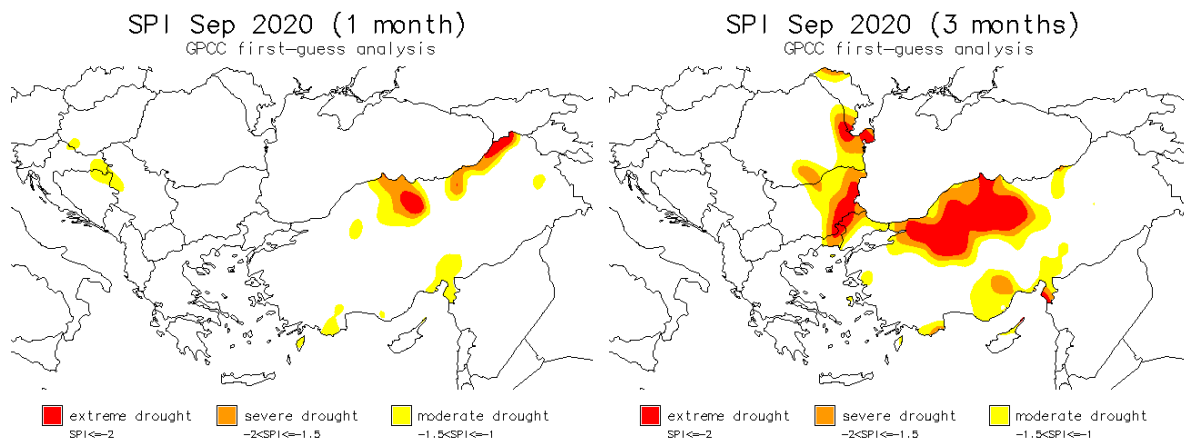 SPI Sep 2020 (1 month)
GPCC first-guess analysis
extreme drought
SPI<=-2
severe drought
-2<SPI<=-1.5
moderate drought
-1.5<SPI<=-1
SPI Sep 2020 (3 months)
GPCC first-guess analysis
extreme drought
SPI<=-2
severe drought
-2<SPI<=-1.5
moderate drought
-1.5<SPI<=-1